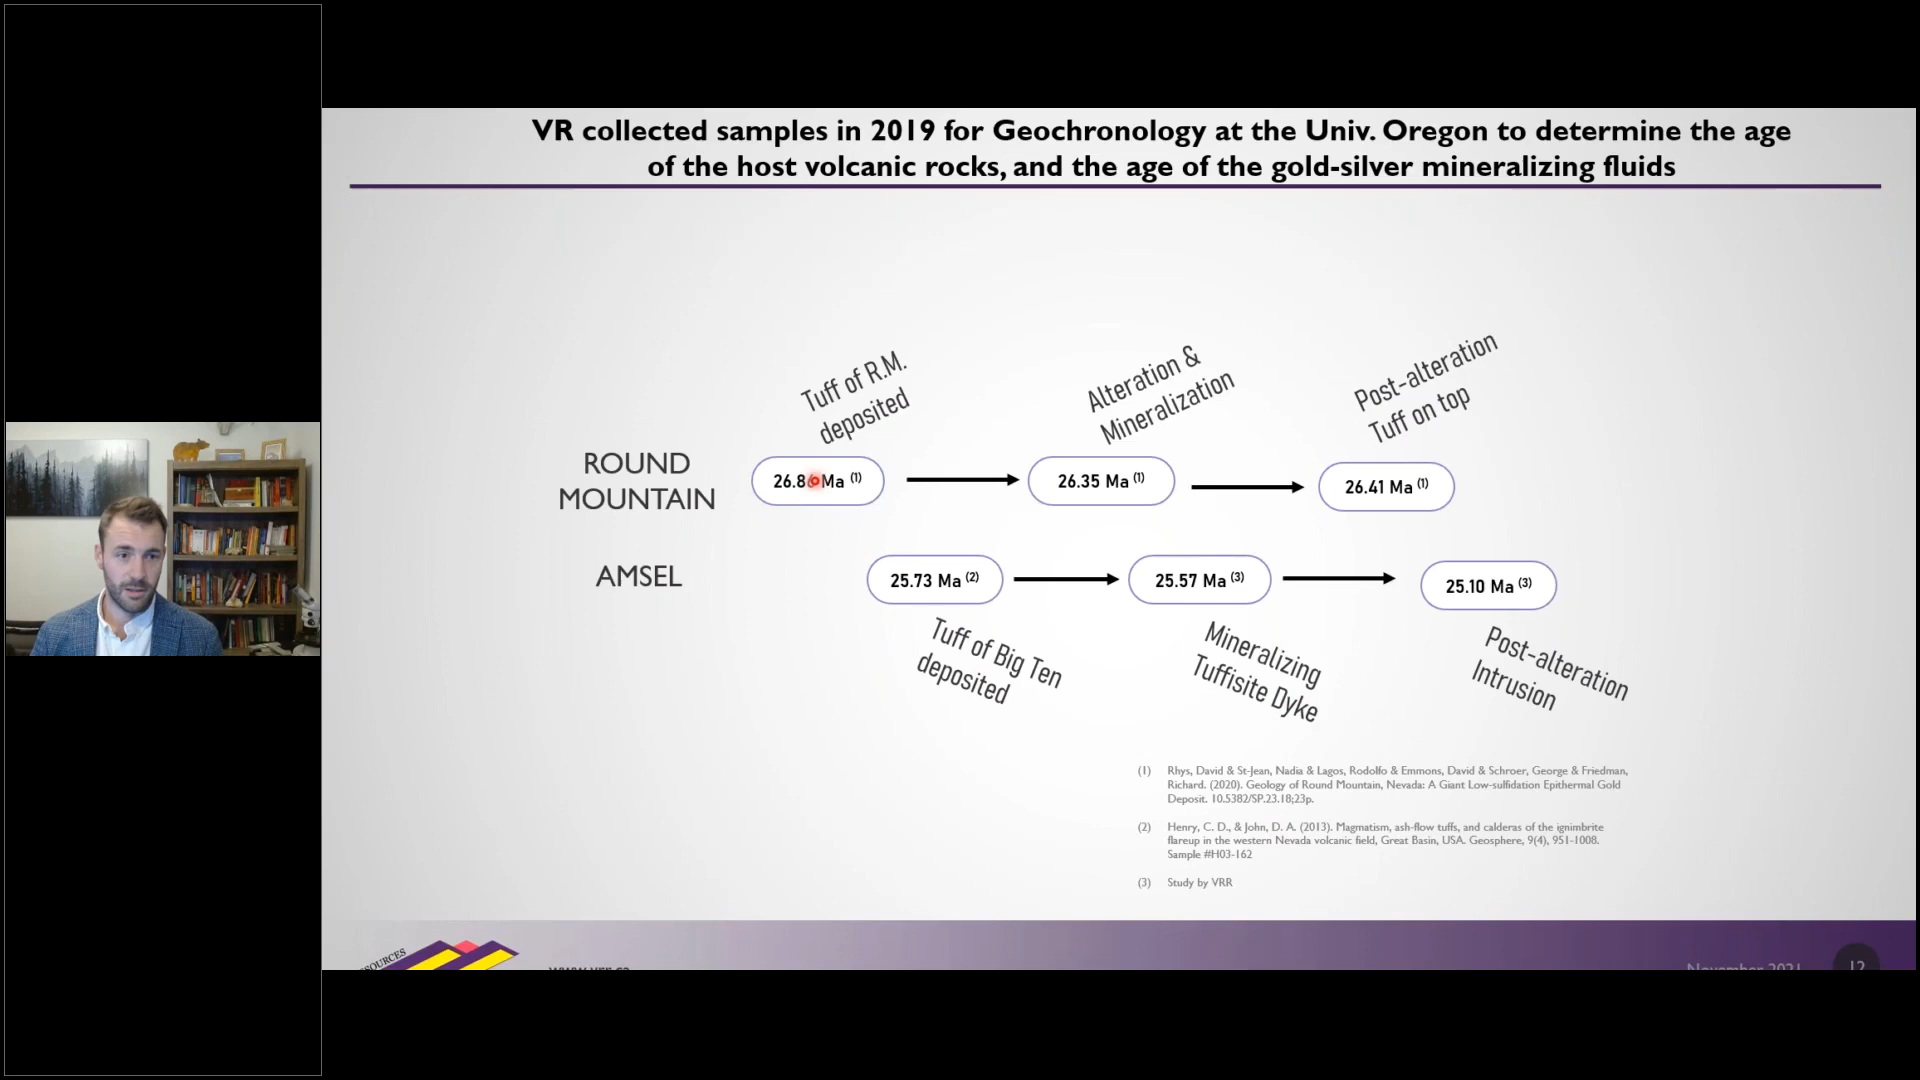 VR collected samples in 2019 for Geochronology at the Univ. Oregon to determine the age
of the host volcanic rocks, and the age of the gold-silver mineralizing fluids
Tuff of R.M.
deposited
Alteration &
Mineralization
Post-alteration
Tuff on top
ROUND
MOUNTAIN
26.8 Ma (1)
26.35 Ma (1)
26.41 Ma (1)
AMSEL
25.73 Ma (2)
25.57 Ma (3)
25.10 Ma (3)
Tuff of Big Ten
deposited
Mineralizing
Tuffisite Dyke
Post-alteration
Intrusion
(1) Rhys, David & St-Jean, Nadia & Lagos, Rodolfo & Emmons, David & Schroer, George & Friedman,
Richard. (2020). Geology of Round Mountain, Nevada: A Giant Low-sulfidation Epithermal Gold
Deposit. 10.5382/SP.23.18;23p.
(2) Henry, C. D., & John, D. A. (2013). Magmatism, ash-flow tuffs, and calderas of the ignimbrite
flareup in the western Nevada volcanic field, Great Basin, USA. Geosphere, 9(4), 951-1008.
Sample #H03-162
(3) Study by VRR
www.vrr.ca
November 2021
12